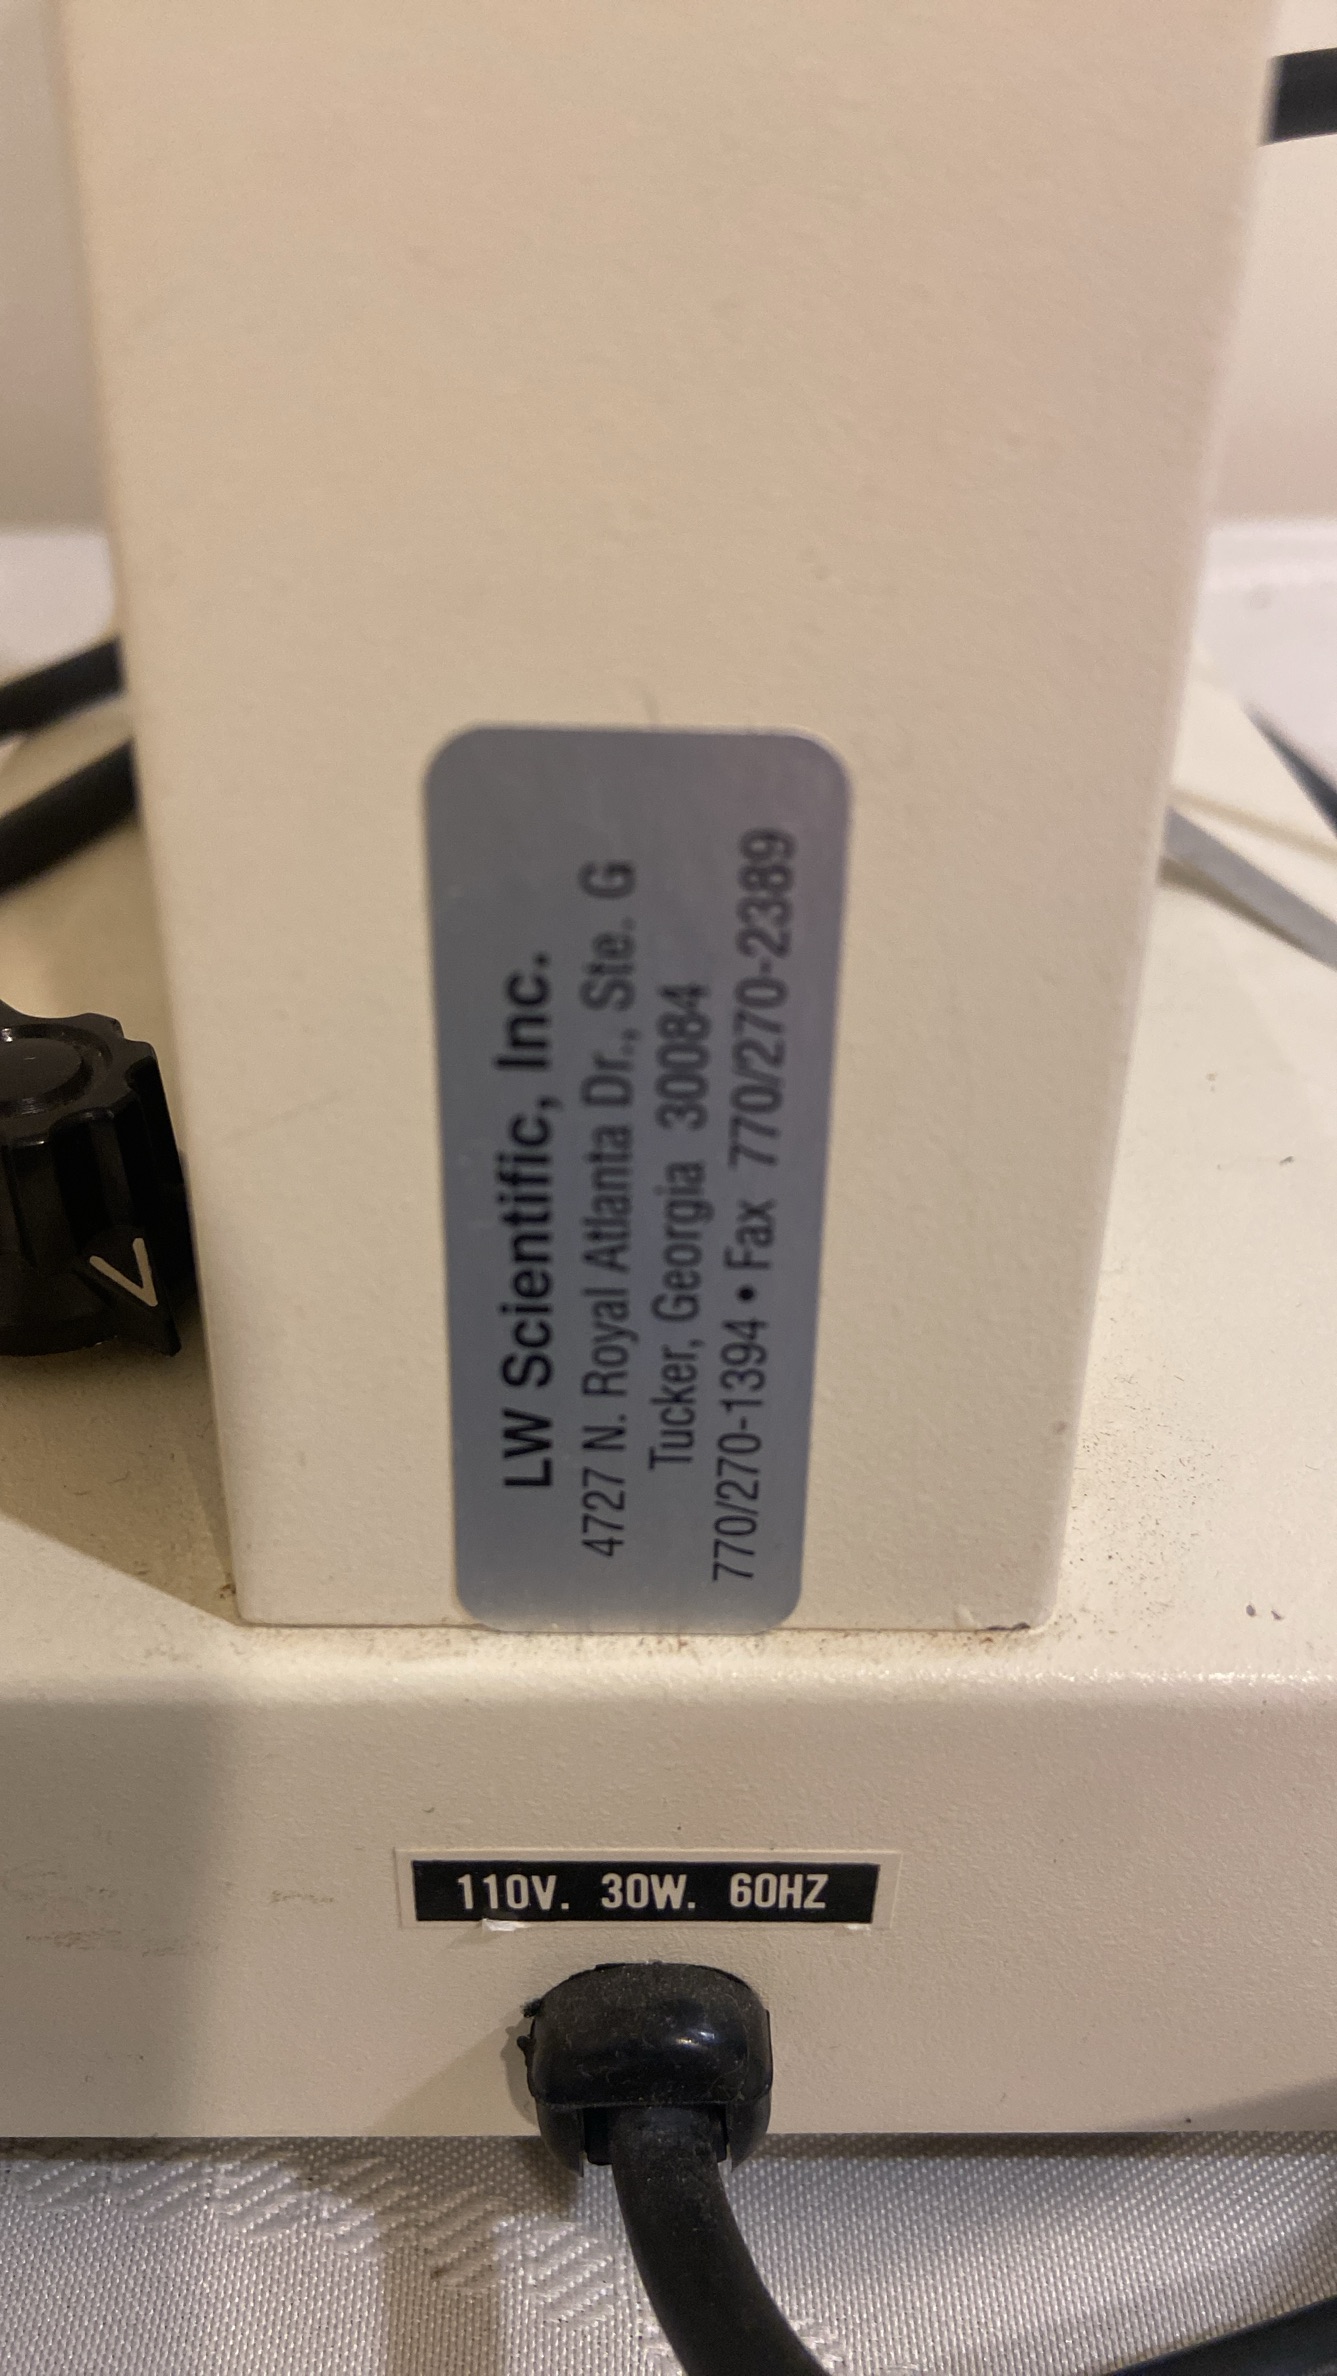 LW Scientific, Inc.
4727 N. Royal Atlanta Dr., Ste. G
Tucker, Georgia 30084
770/270-1394 • Fax 770/270-2389
110V. 30W. 60HZ